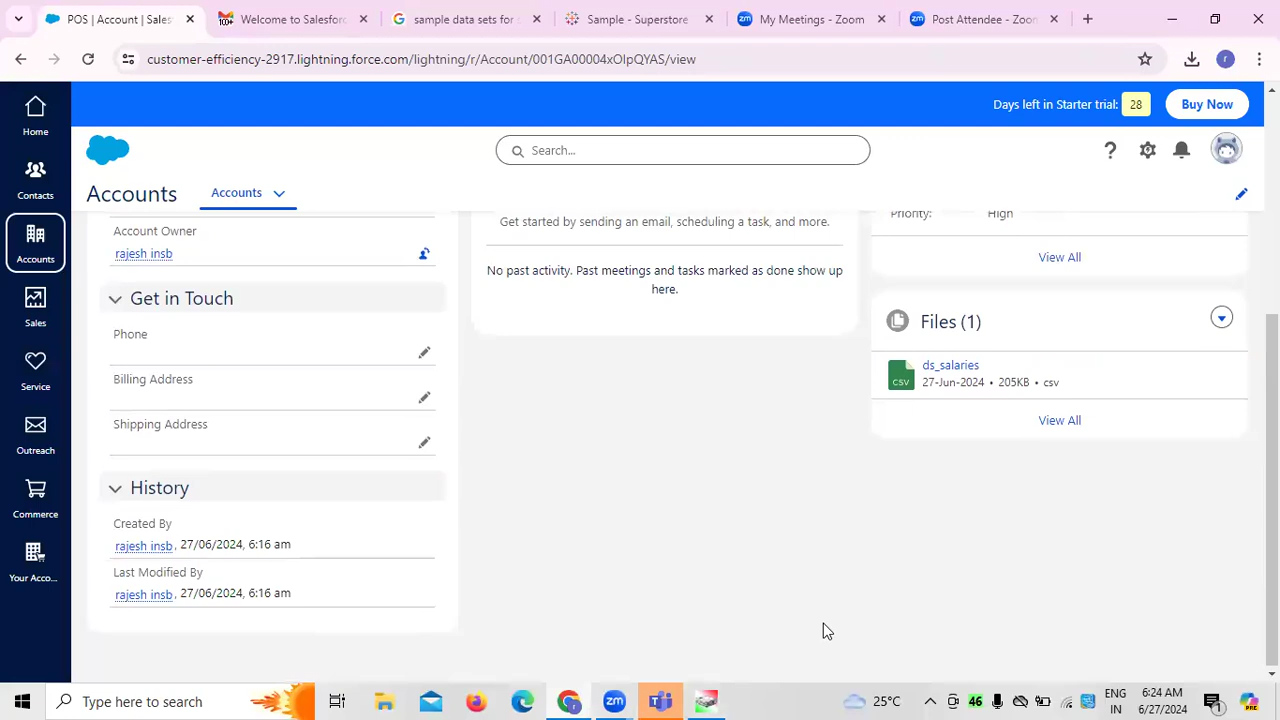 POS | Account | Sales
Welcome to Salesforc
sample data sets for s
Sample - Superstore
My Meetings - Zoom
Post Attendee - Zoom
customer-efficiency-2917.lightning.force.com/lightning/r/Account/001GA00004xOIpQYAS/view
r
Days left in Starter trial: 28
Buy Now
Home
Contacts
Accounts
Sales
Service
Outreach
Commerce
Your Acco...
Search...
Accounts
Accounts
Account Owner
rajesh insb
Get in Touch
Phone
Billing Address
Shipping Address
History
Created By
rajesh insb, 27/06/2024, 6:16 am
Last Modified By
rajesh insb, 27/06/2024, 6:16 am
Get started by sending an email, scheduling a task, and more.
No past activity. Past meetings and tasks marked as done show up
here.
Priority: High
View All
Files (1)
CSV
ds_salaries
27-Jun-2024 • 205KB • csv
View All
Type here to search
25°C
46
ENG
IN
6:24 AM
6/27/2024
1